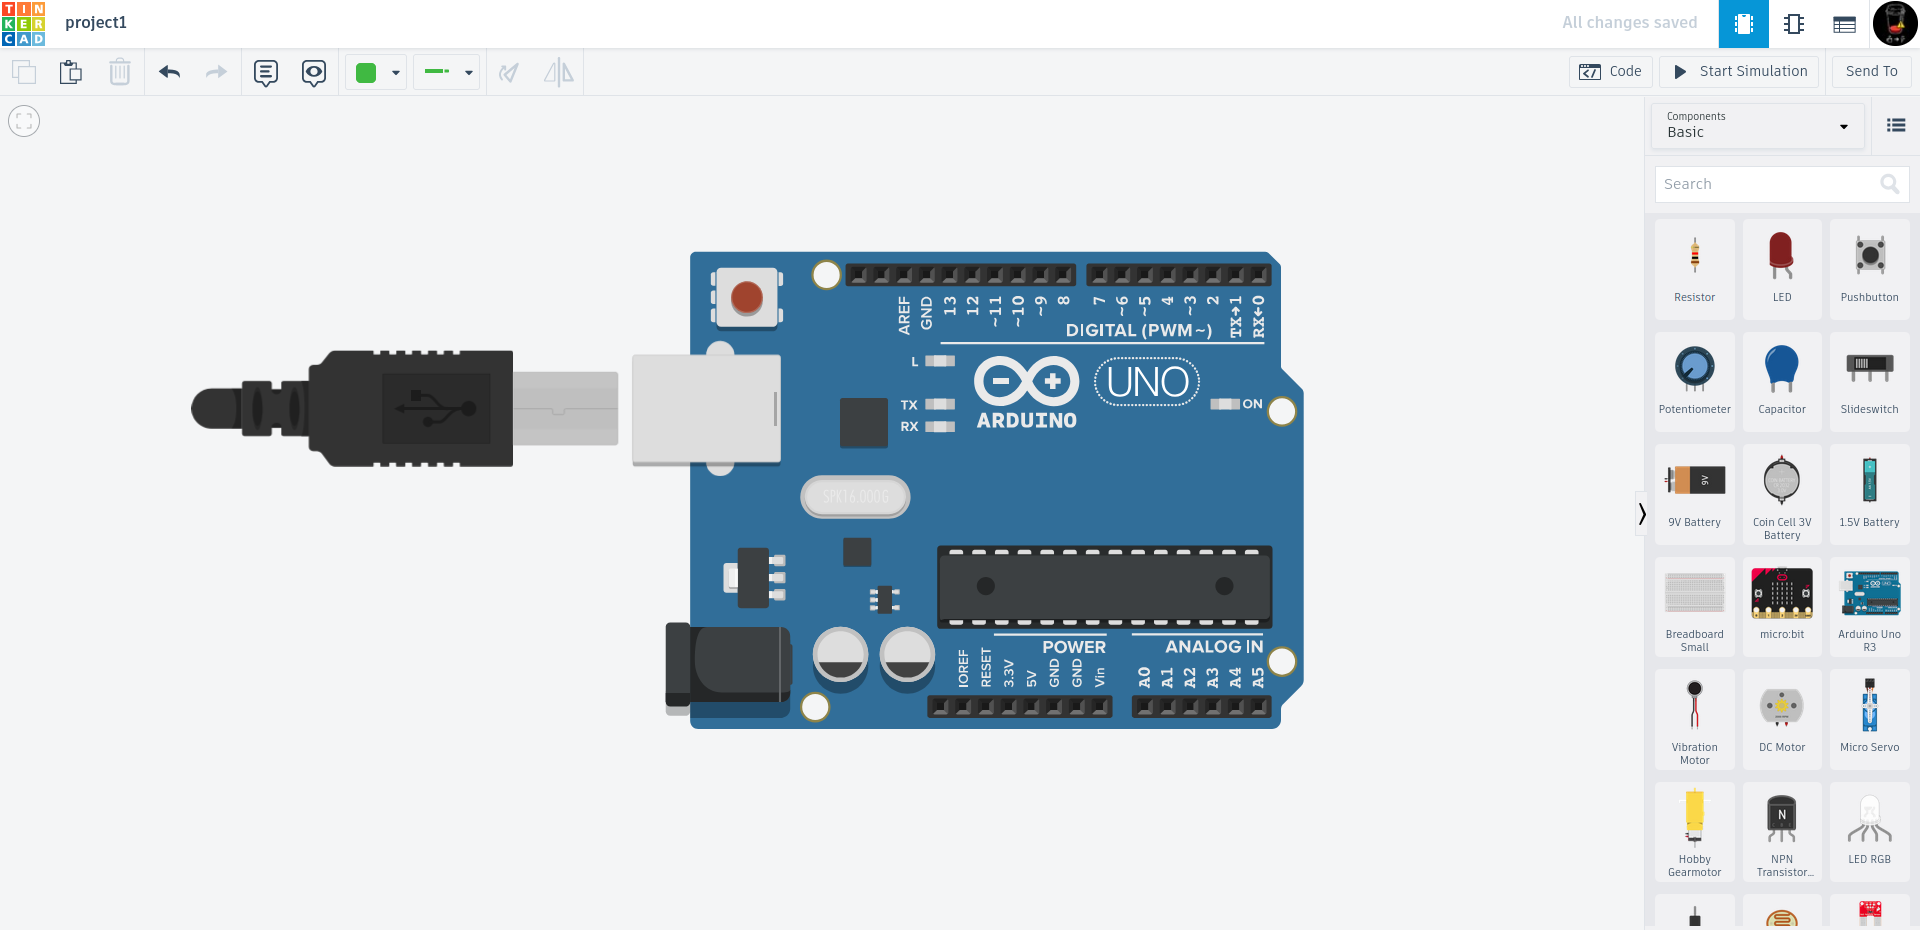 TIN
KER
CAD
project1
All changes saved
Code
Start Simulation
Send To
Components
Basic
Search
Resistor
LED
Pushbutton
Potentiometer
Capacitor
Slideswitch
9V
9V Battery
Coin Cell 3V
Battery
1.5V Battery
Breadboard
Small
micro:bit
Arduino Uno
R3
Vibration
Motor
DC Motor
Micro Servo
N
Hobby
Gearmotor
NPN
Transistor...
LED RGB
AREF
GND
13
12
~11
~10
~9
8
7
~6
~5
4
~3
2
TX→1
RX←0
DIGITAL (PWM~)
L
TX
RX
ARDUINO
UNO
ON
SPK16.000G
POWER
ANALOG IN
IOREF
RESET
3.3V
5V
GND
GND
Vin
A0
A1
A2
A3
A4
A5